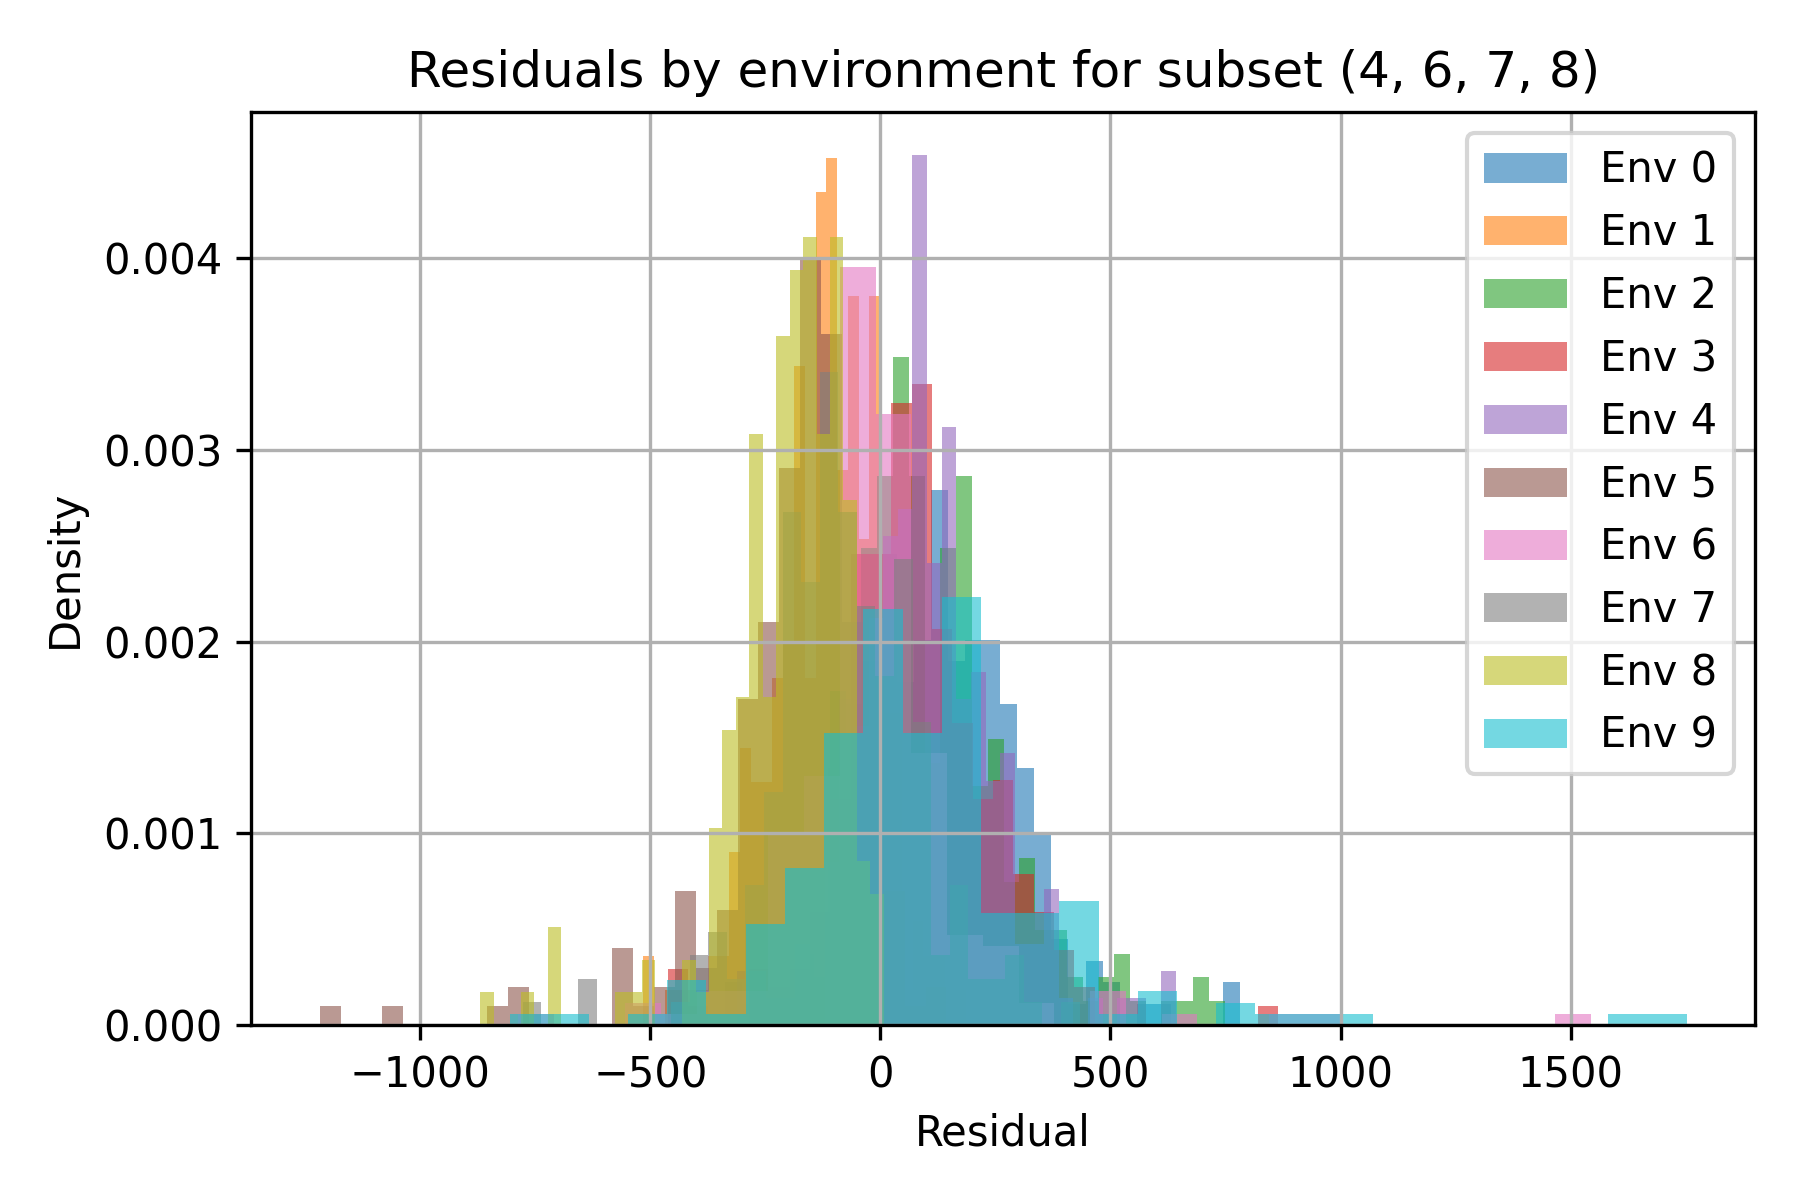 Residuals by environment for subset (4, 6, 7, 8)
Density
0.004
0.003
0.002
0.001
0.000
−1000
−500
0
500
1000
1500
Residual
Env 0
Env 1
Env 2
Env 3
Env 4
Env 5
Env 6
Env 7
Env 8
Env 9